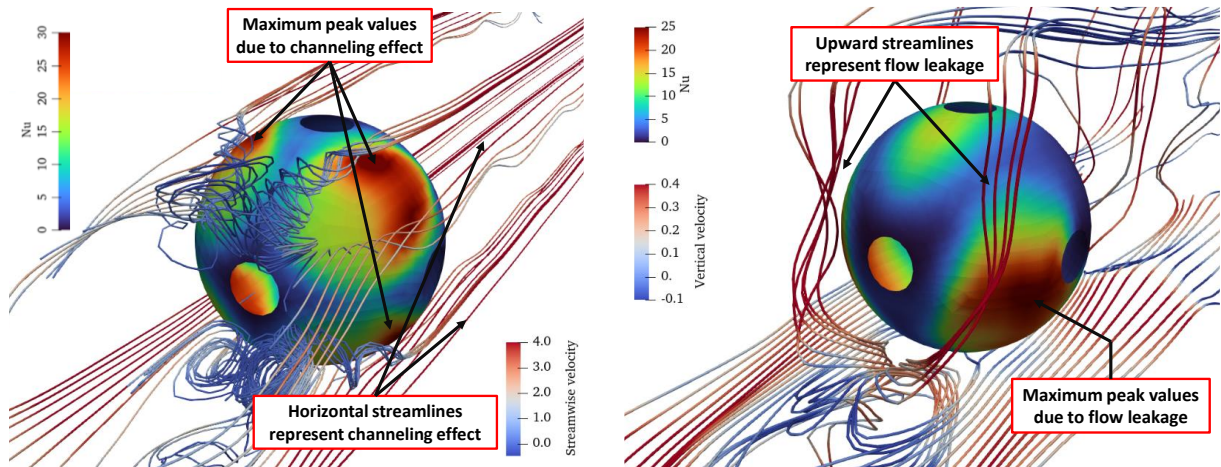 Maximum peak values
due to channeling effect
30
25
20
15
10
5
0
Nu
4.0
3.0
2.0
1.0
0.0
Streamwise velocity
Horizontal streamlines
represent channeling effect
25
20
15
10
5
0
Nu
Upward streamlines
represent flow leakage
0.4
0.3
0.2
0.1
0.
-0.1
Vertical velocity
Maximum peak values
due to flow leakage